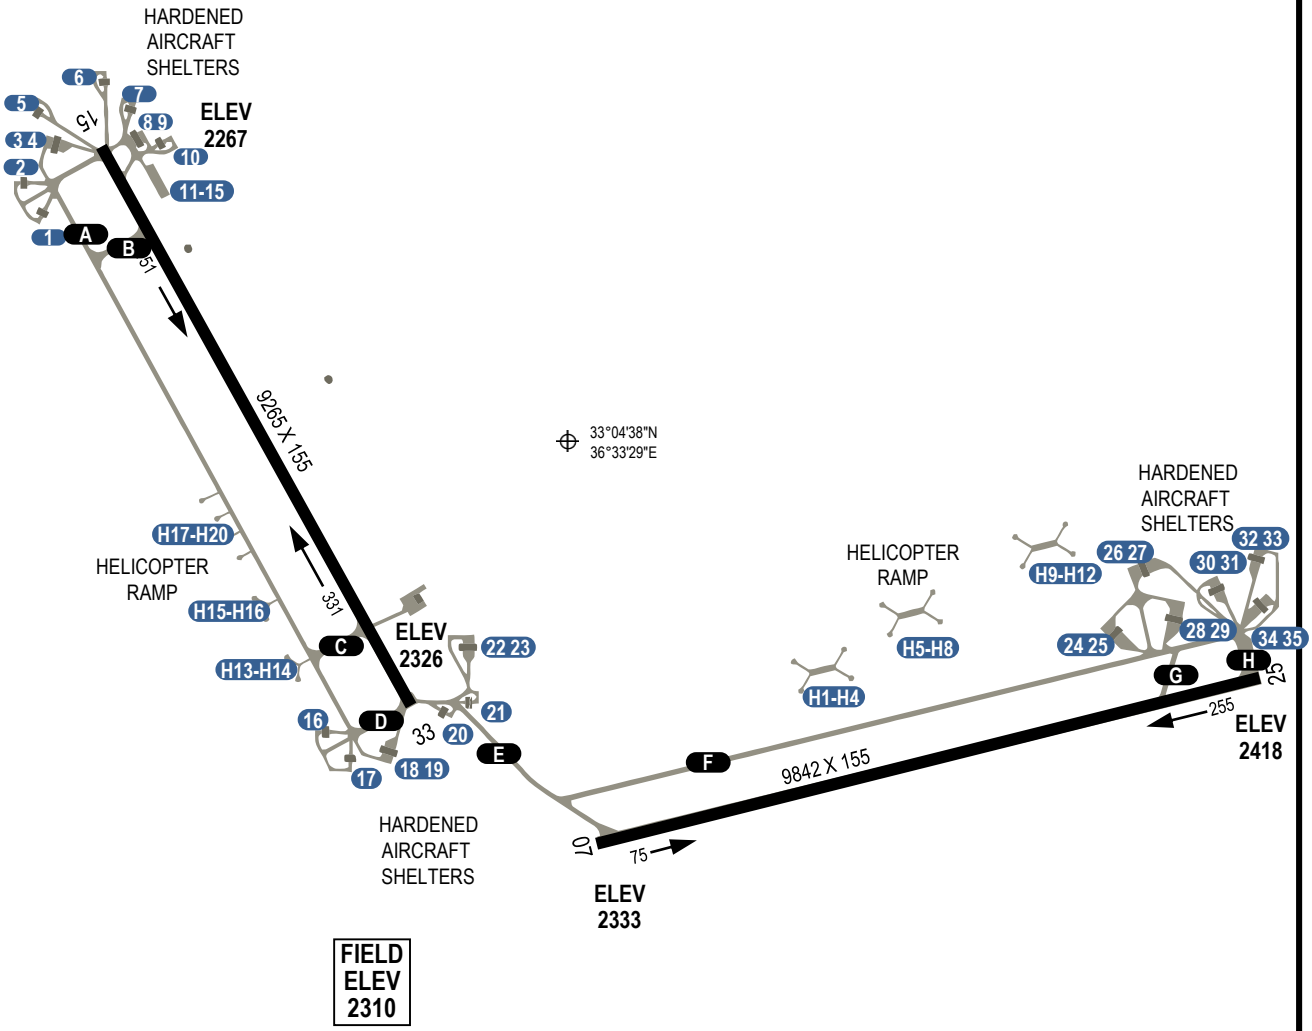 HARDENED
AIRCRAFT
SHELTERS
6
7
5
15
ELEV
2267
8 9
3 4
10
2
11-15
1
A
B
151
9265 X 155
33°04'38"N
36°33'29"E
HARDENED
AIRCRAFT
SHELTERS
H17-H20
HELICOPTER
RAMP
HELICOPTER
RAMP
32 33
26 27
30 31
H9-H12
331
H15-H16
ELEV
2326
C
22 23
H5-H8
24 25
28 29
34 35
H13-H14
H1-H4
G
H
25
255
16
D
33
20
21
E
ELEV
2418
17
18 19
F
9842 X 155
HARDENED
AIRCRAFT
SHELTERS
07
75
ELEV
2333
FIELD
ELEV
2310